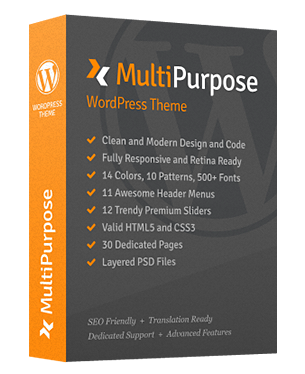 WORDPRESS
THEME
MultiPurpose
MultiPurpose
WordPress Theme
Clean and Modern Design and Code
Fully Responsive and Retina Ready
14 Colors, 10 Patterns, 500+ Fonts
11 Awesome Header Menus
12 Trendy Premium Sliders
Valid HTML5 and CSS3
30 Dedicated Pages
Layered PSD Files
SEO Friendly + Translation Ready
Dedicated Support + Advanced Features